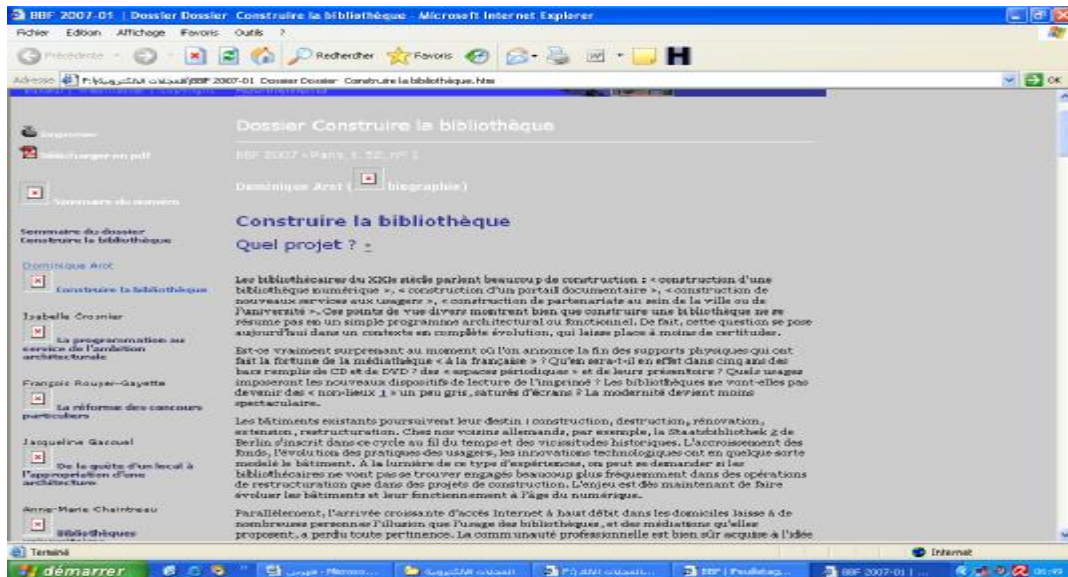 BBF 2007-01 | Dossier Dossier Construire la bibliothèque - Microsoft Internet Explorer
Fichier Edition Affichage Favoris Outils ?
Précédente Rechercher Favoris
Adresse BBF 2007-01 Dossier Dossier Construire la bibliothèque.htm OK
Imprimer
Télécharger en pdf
Sommaire du numéro
Sommaire du dossier
Construire la bibliothèque
Dominique Arot
Construire la bibliothèque
Isabelle Crosnier
La programmation au
service de l'ambition
architecturale
François Rouyer-Gayette
La réforme des concours
particuliers
Jacqueline Gascuel
De la quête d'un local à
l'appropriation d'une
architecture
Anne-Marie Chaintreau
Bibliothèques
Dossier Construire la bibliothèque
BBF 2007 - Paris, t. 52, n° 1
Dominique Arot ( biographie)
Construire la bibliothèque
Quel projet ? *
Les bibliothécaires du XXIe siècle parlent beaucoup de construction : « construction d'une
bibliothèque numérique », « construction d'un portail documentaire », « construction de
nouveaux services aux usagers », « construction de partenariats au sein de la ville ou de
l'université ». Ces points de vue divers montrent bien que construire une bibliothèque ne se
résume pas en un simple programme architectural ou fonctionnel. De fait, cette question se pose
aujourd'hui dans un contexte en complète évolution, qui laisse place à moins de certitudes.
Est-ce vraiment surprenant au moment où l'on annonce la fin des supports physiques qui ont
fait la fortune de la médiathèque « à la française » ? Qu'en sera-t-il en effet dans cinq ans des
bacs remplis de CD et de DVD ? des « espaces périodiques » et de leurs présentoirs ? Quels usages
imposeront les nouveaux dispositifs de lecture de l'imprimé ? Les bibliothèques ne vont-elles pas
devenir des « non-lieux 1 » un peu gris, saturés d'écrans ? La modernité devient moins
spectaculaire.
Les bâtiments existants poursuivent leur destin : construction, destruction, rénovation,
extension, restructuration. Chez nos voisins allemands, par exemple, la Staatsbibliothek 2 de
Berlin s'inscrit dans ce cycle au fil du temps et des vicissitudes historiques. L'accroissement des
fonds, l'évolution des pratiques des usagers, les innovations technologiques ont en quelque sorte
modelé le bâtiment. À la lumière de ce type d'expériences, on peut se demander si les
bibliothécaires ne vont pas se trouver engagés beaucoup plus fréquemment dans des opérations
de restructuration que dans des projets de construction. L'enjeu est dès maintenant de faire
évoluer les bâtiments et leur fonctionnement à l'âge du numérique.
Parallèlement, l'arrivée croissante d'accès Internet à haut débit dans les domiciles laisse à de
nombreuses personnes l'illusion que l'usage des bibliothèques, et des médiations qu'elles
proposent, a perdu toute pertinence. La communauté professionnelle est bien sûr acquise à l'idée
Terminé Internet
démarrer BBF | Feuilletag... BBF 2007-01 | ...